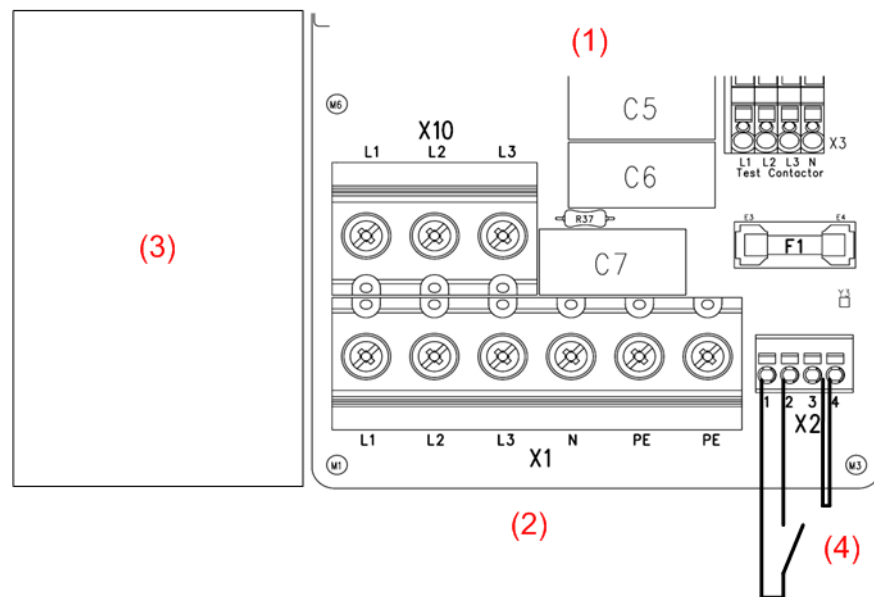 (1)
C5
M6
X10
X3
L1 L2 L3
L1 L2 L3 N
Test Contactor
C6
R37
E3 E4
F1
(3)
C7
Y3
1 2 3 4
X2
L1 L2 L3 N PE PE
X1
M1
M3
(2)
(4)